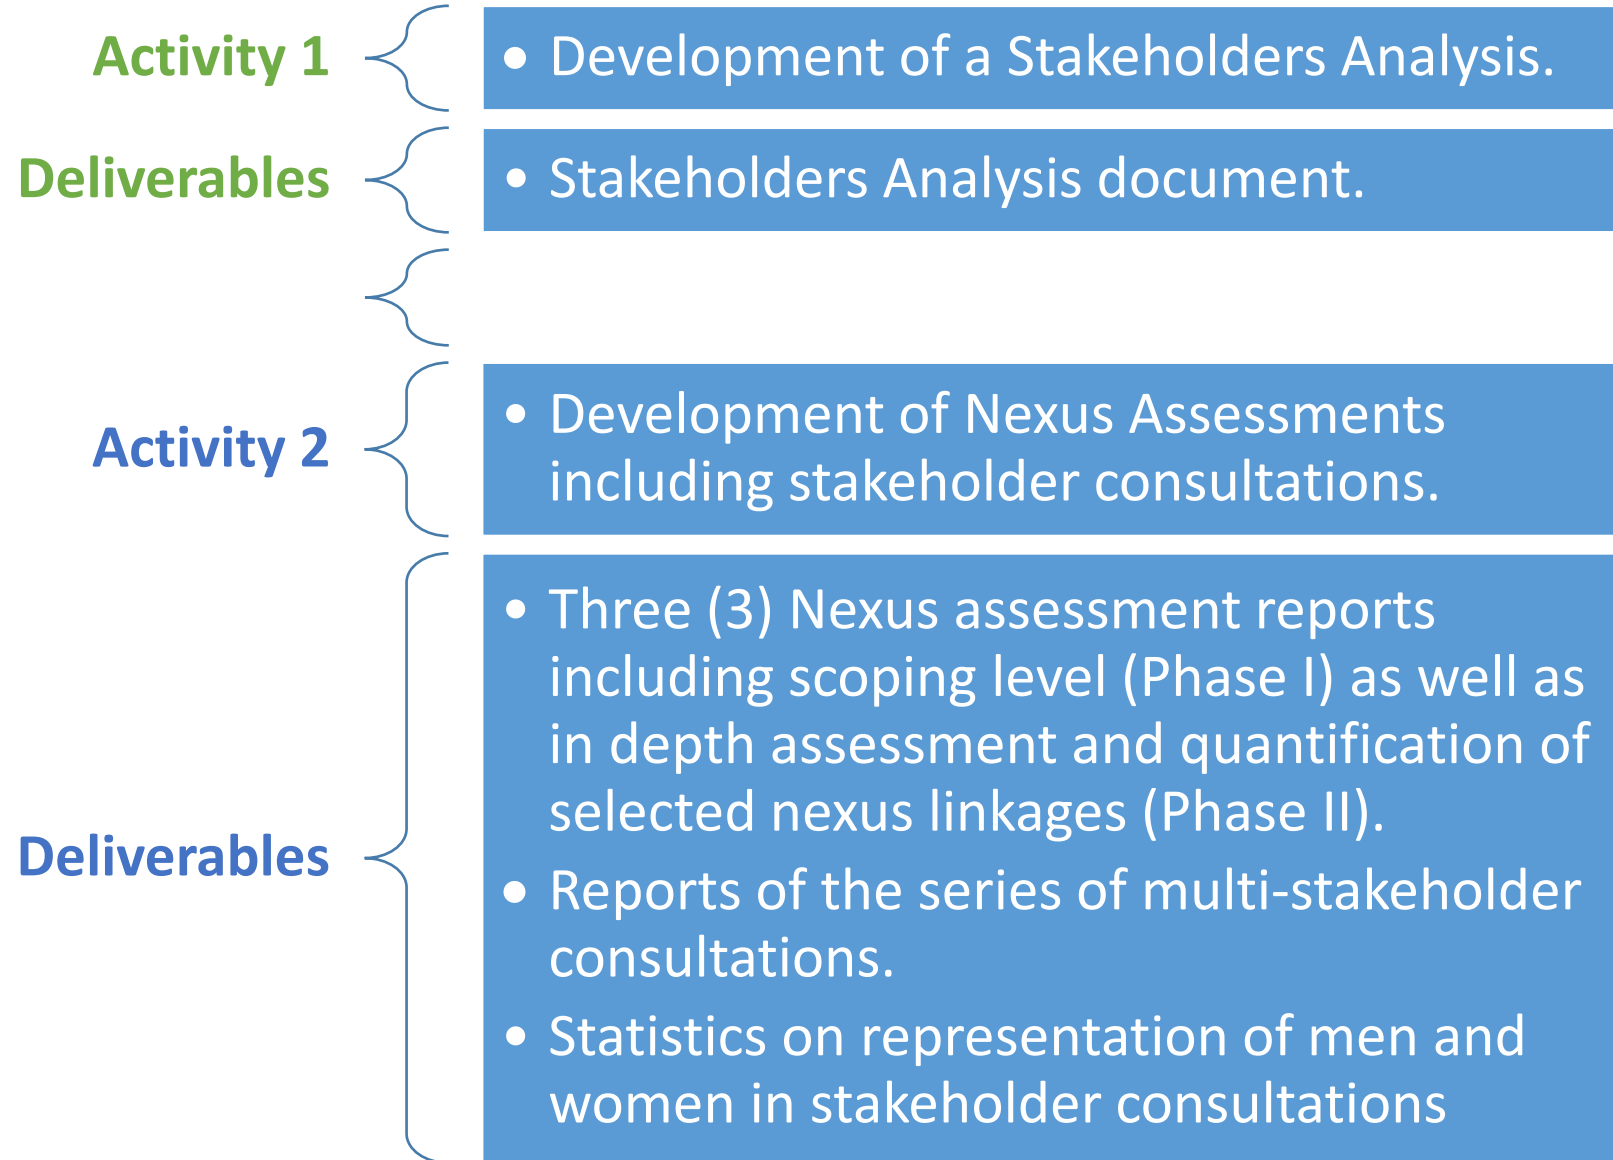 Activity 1
• Development of a Stakeholders Analysis.
Deliverables
• Stakeholders Analysis document.
Activity 2
• Development of Nexus Assessments
including stakeholder consultations.
Deliverables
• Three (3) Nexus assessment reports
including scoping level (Phase I) as well as
in depth assessment and quantification of
selected nexus linkages (Phase II).
• Reports of the series of multi-stakeholder
consultations.
• Statistics on representation of men and
women in stakeholder consultations